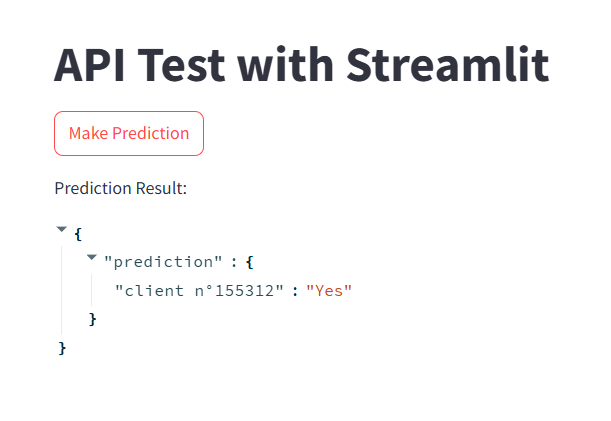 API Test with Streamlit
Make Prediction
Prediction Result:
{
"prediction" : {
"client n°155312" : "Yes"
}
}